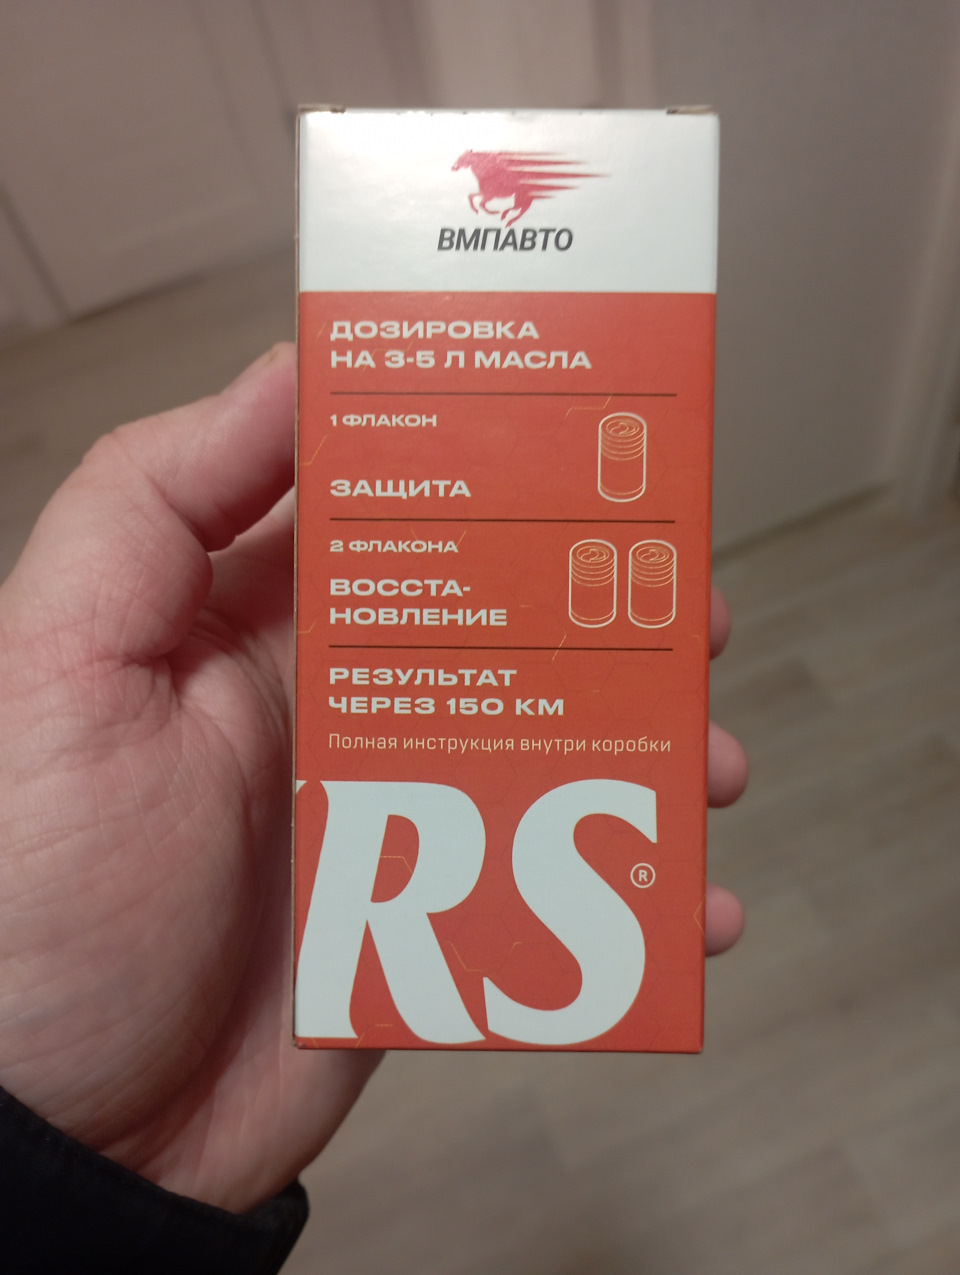 ВМПАВТО
ДОЗИРОВКА
НА 3-5 Л МАСЛА
1 ФЛАКОН
ЗАЩИТА
2 ФЛАКОНА
ВОССТА-
НОВЛЕНИЕ
РЕЗУЛЬТАТ
ЧЕРЕЗ 150 КМ
Полная инструкция внутри коробки
RS®